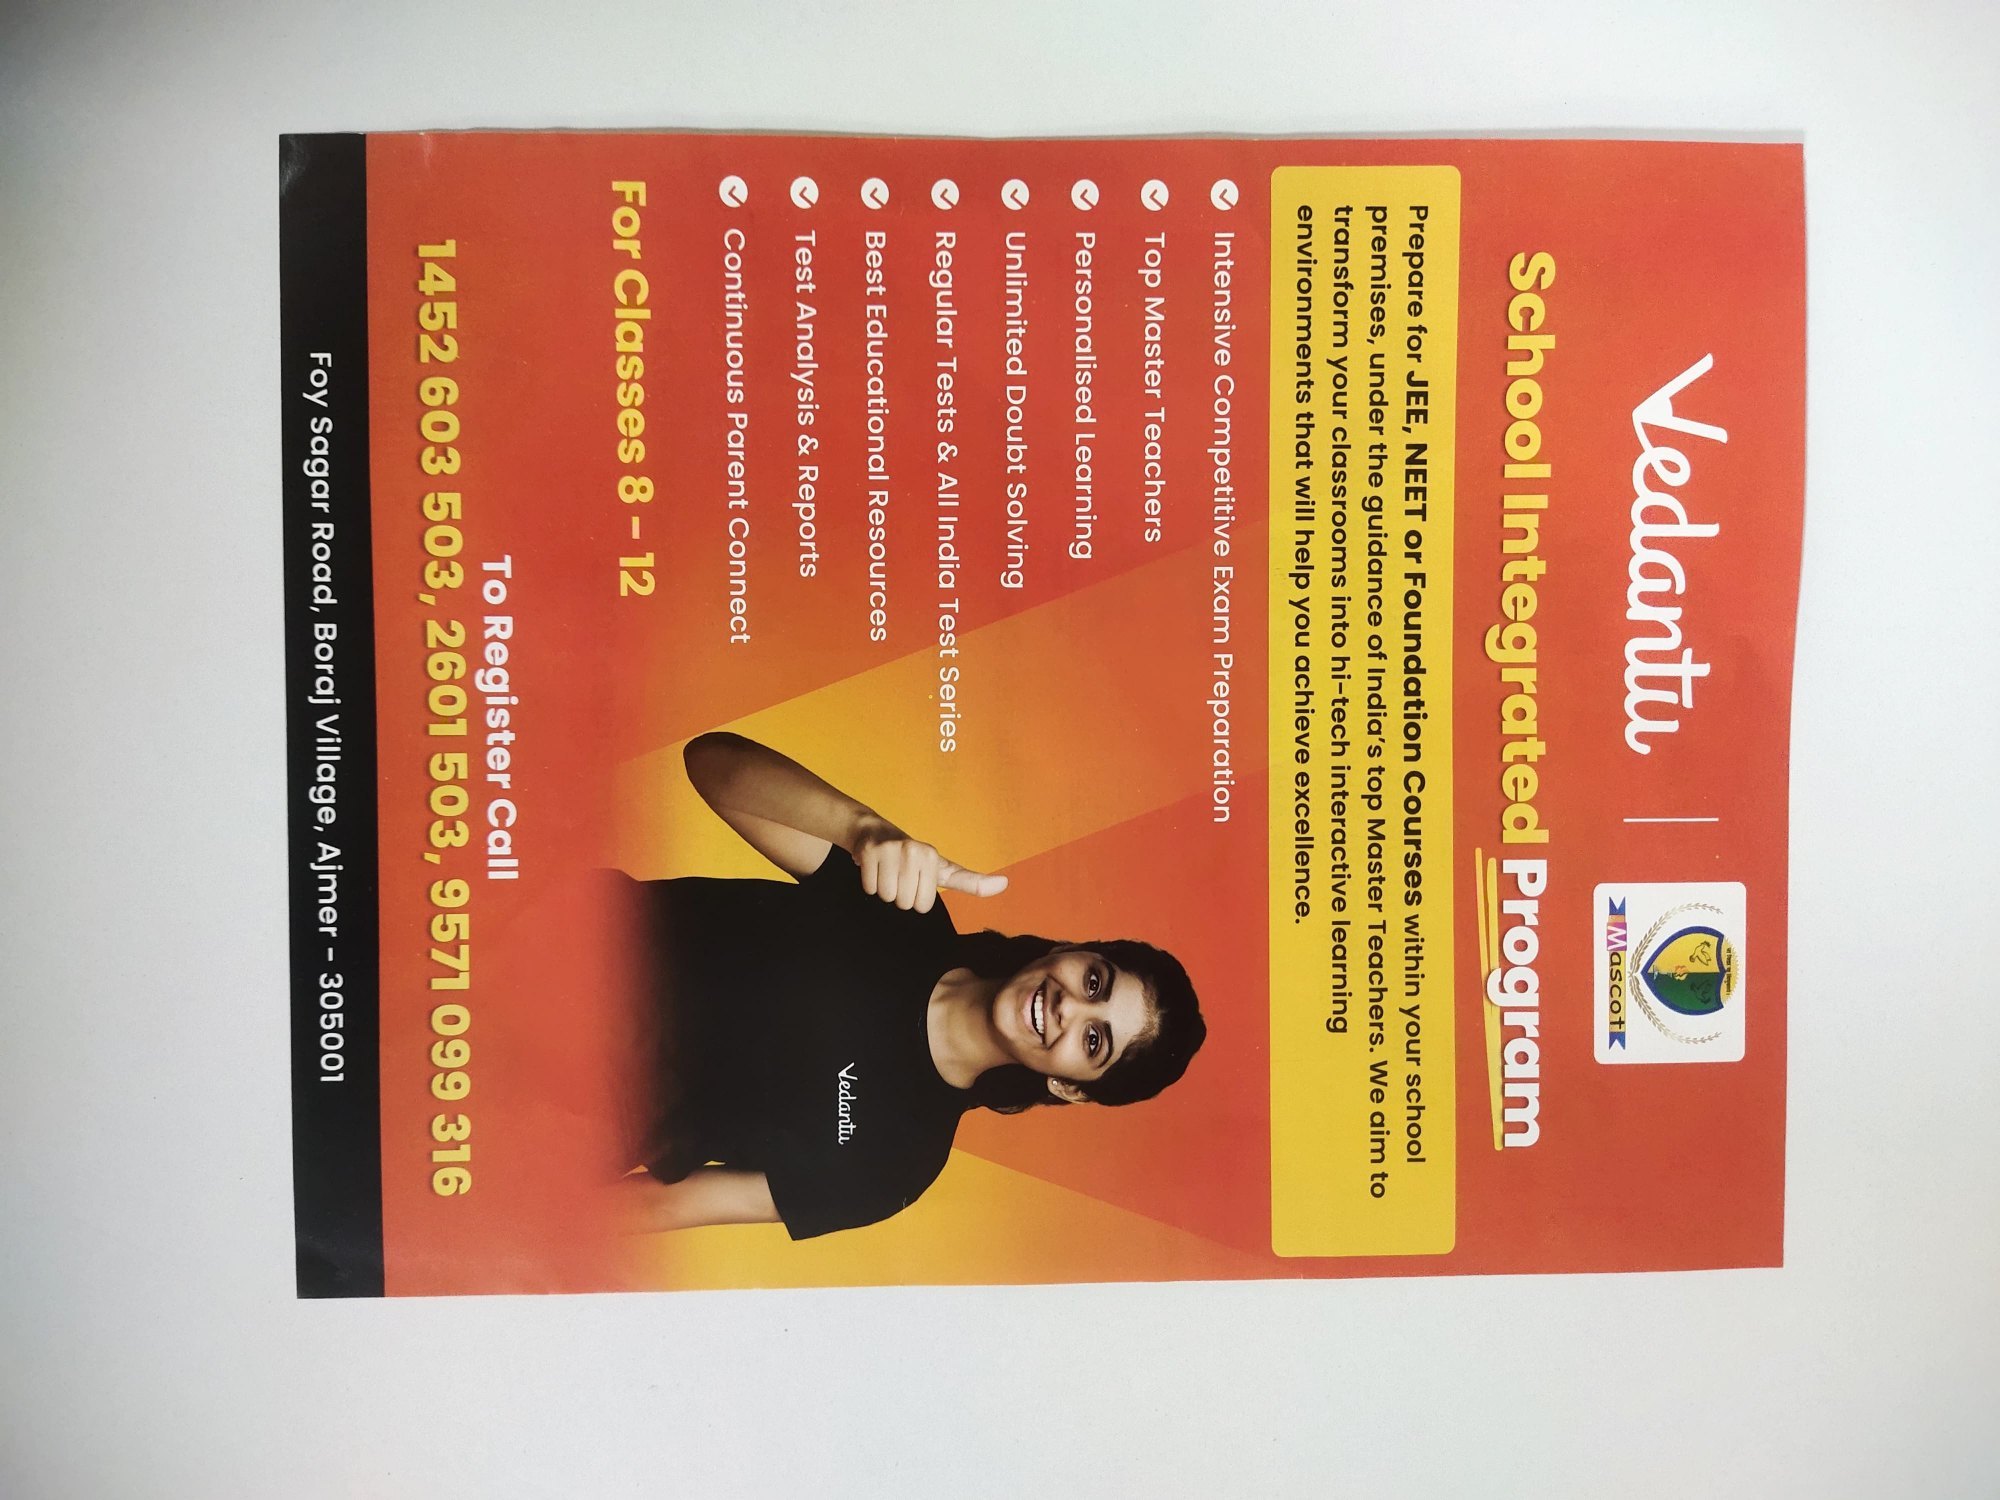 Vedantu
Mascot
School Integrated Program
Prepare for JEE, NEET or Foundation Courses within your school
premises, under the guidance of India's top Master Teachers. We aim to
transform your classrooms into hi-tech interactive learning
environments that will help you achieve excellence.
Intensive Competitive Exam Preparation
Top Master Teachers
Personalised Learning
Unlimited Doubt Solving
Regular Tests & All India Test Series
Best Educational Resources
Test Analysis & Reports
Continuous Parent Connect
For Classes 8 - 12
Vedantu
To Register Call
1452 603 503, 2601 503, 9571 099 316
Foy Sagar Road, Boraj Village, Ajmer - 305001